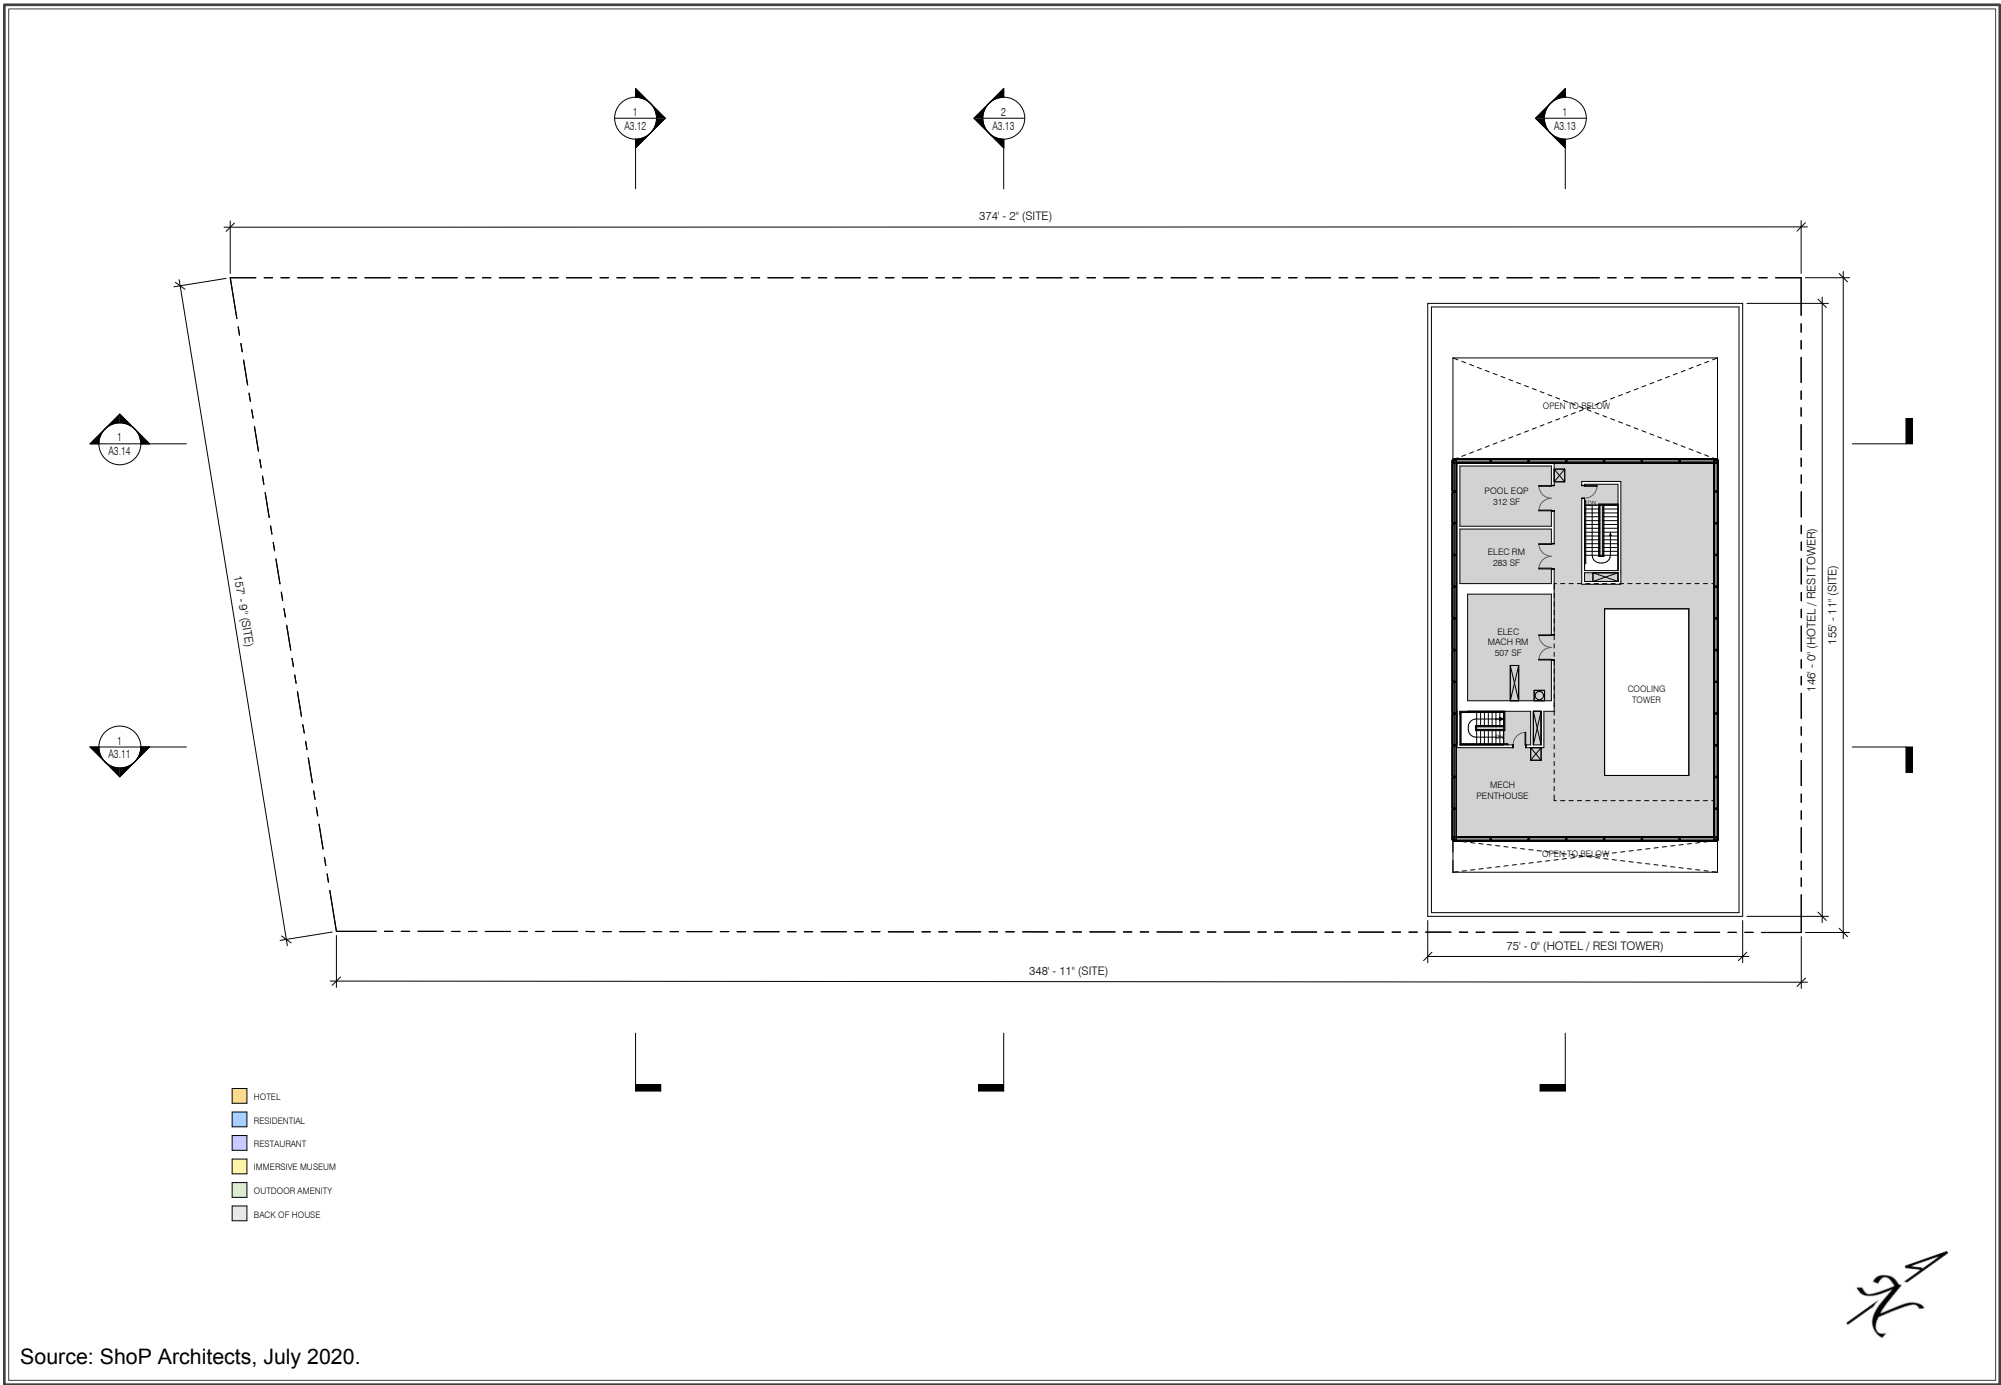 1
A3.12
2
A3.13
1
A3.13
374' - 2" (SITE)
1
A3.14
1
A3.11
157' - 9" (SITE)
OPEN TO BELOW
POOL EQP
312 SF
DN
ELEC RM
283 SF
ELEC
MACH RM
507 SF
COOLING
TOWER
MECH
PENTHOUSE
OPEN TO BELOW
146' - 0" (HOTEL / RESI TOWER)
155' - 11" (SITE)
75' - 0" (HOTEL / RESI TOWER)
348' - 11" (SITE)
HOTEL
RESIDENTIAL
RESTAURANT
IMMERSIVE MUSEUM
OUTDOOR AMENITY
BACK OF HOUSE
Source: ShoP Architects, July 2020.